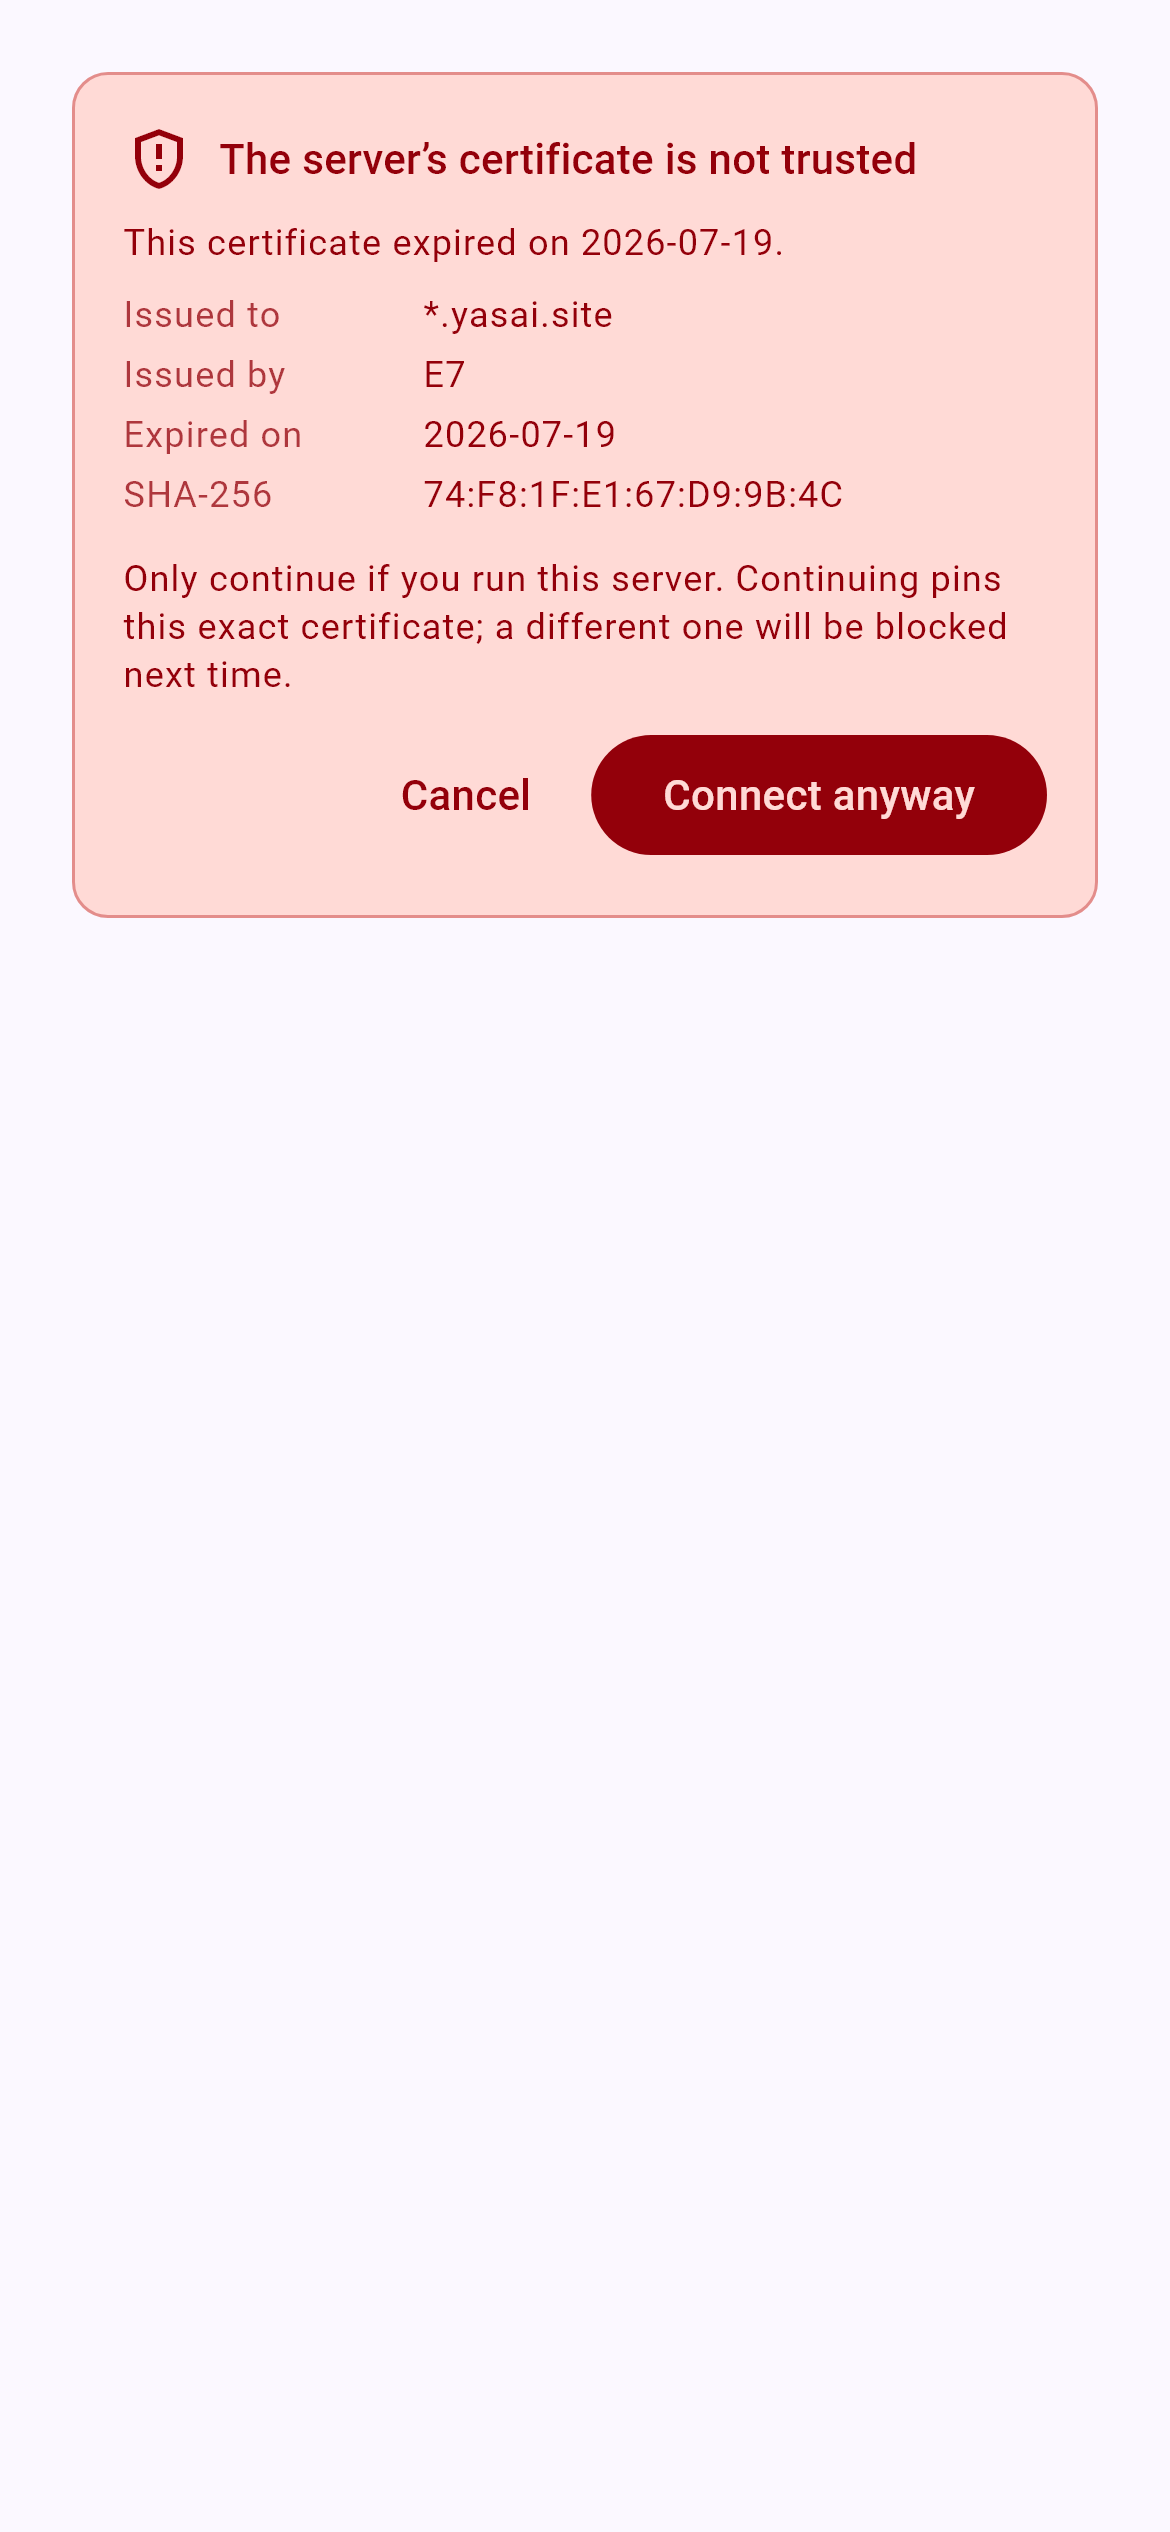 The server’s certificate is not trusted
This certificate expired on 2026-07-19.
Issued to *.yasai.site
Issued by E7
Expired on 2026-07-19
SHA-256 74:F8:1F:E1:67:D9:9B:4C
Only continue if you run this server. Continuing pins
this exact certificate; a different one will be blocked
next time.
Cancel Connect anyway